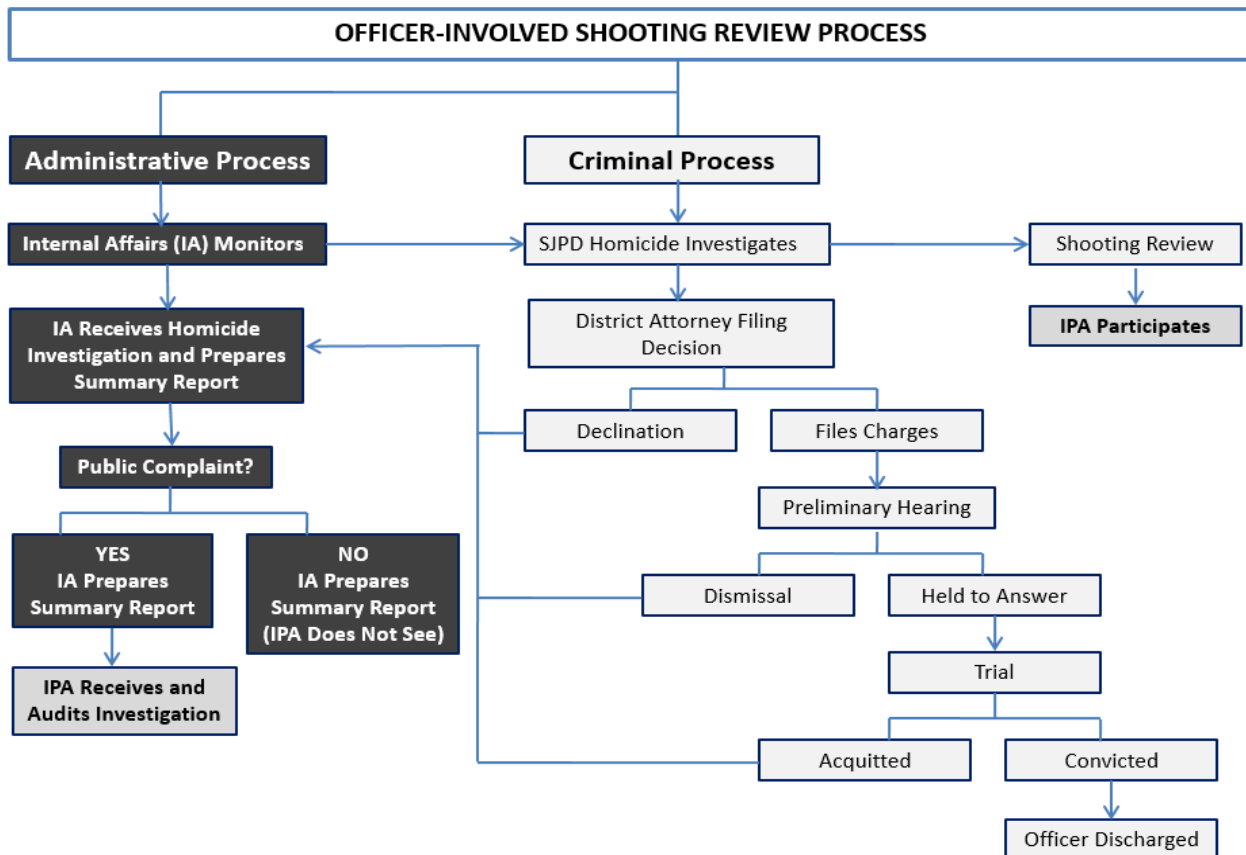 OFFICER-INVOLVED SHOOTING REVIEW PROCESS
Administrative Process
Criminal Process
Internal Affairs (IA) Monitors
SJPD Homicide Investigates
Shooting Review
IPA Participates
IA Receives Homicide
Investigation and Prepares
Summary Report
District Attorney Filing
Decision
Declination
Files Charges
Public Complaint?
Preliminary Hearing
YES
IA Prepares
Summary Report
NO
IA Prepares
Summary Report
(IPA Does Not See)
Dismissal
Held to Answer
IPA Receives and
Audits Investigation
Trial
Acquitted
Convicted
Officer Discharged